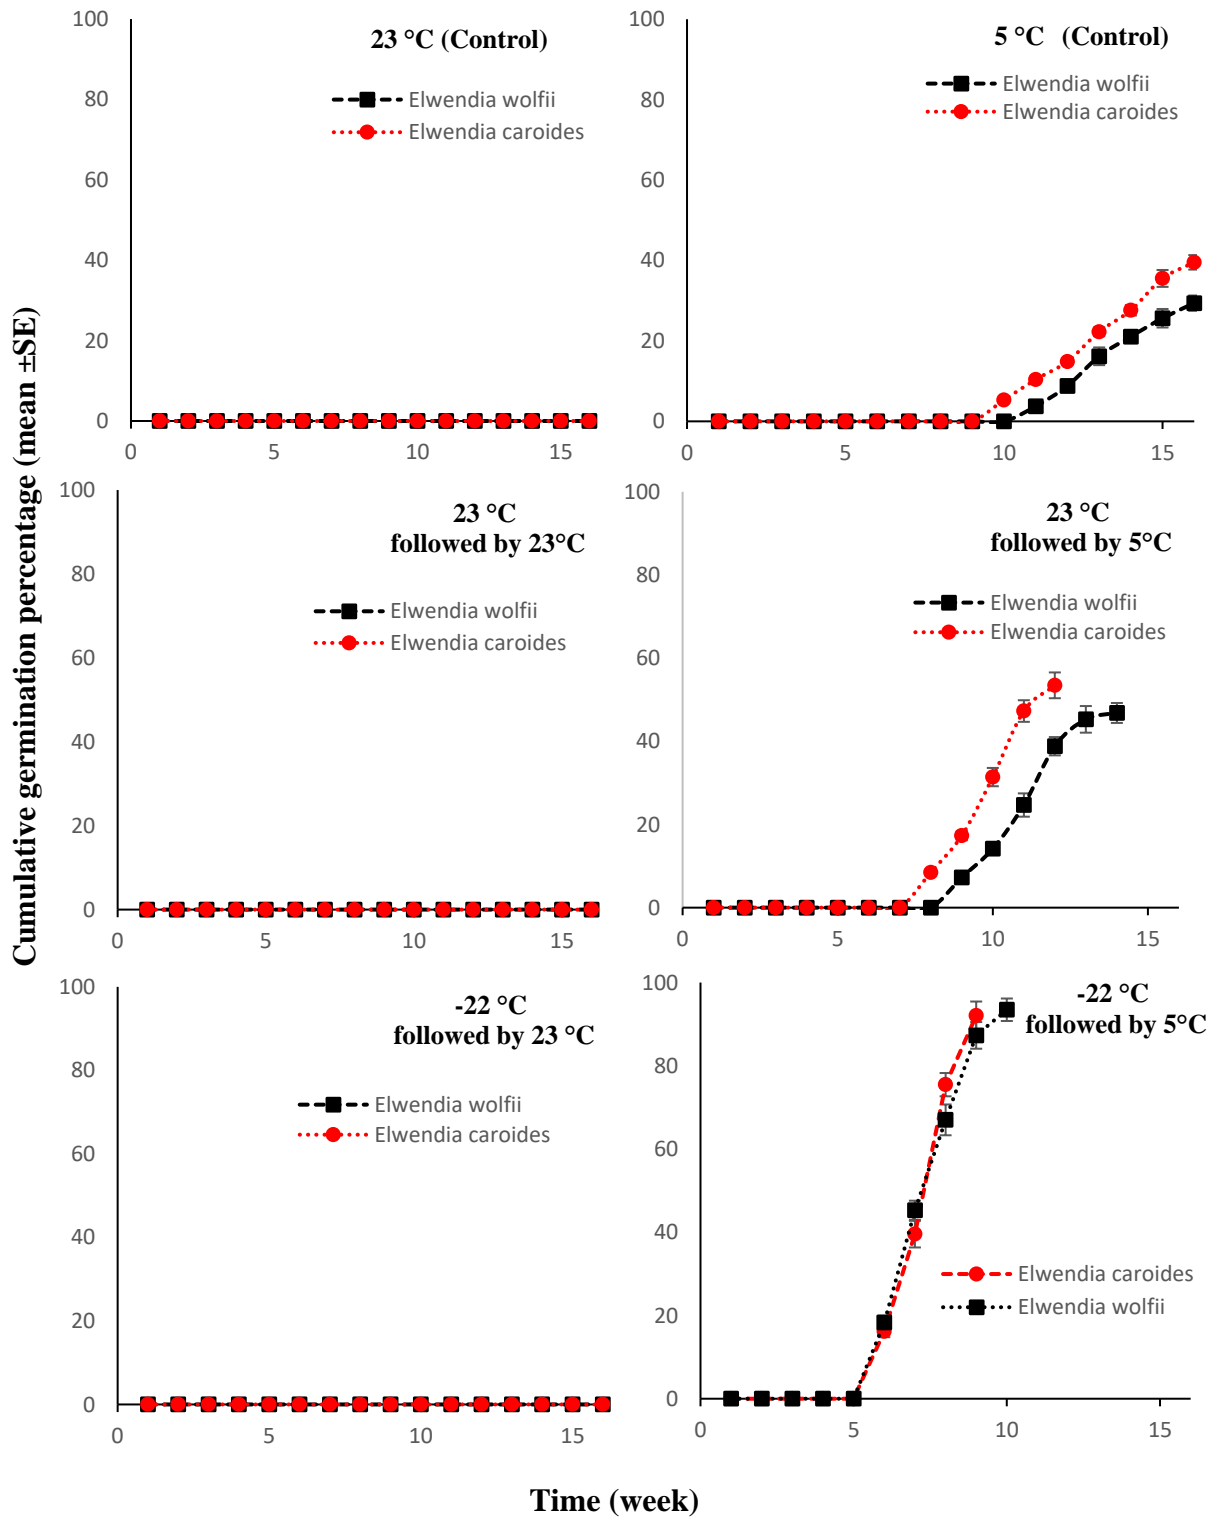 Cumulative germination percentage (mean ±SE)
23 °C (Control)
Elwendia wolfii
Elwendia caroides
100
80
60
40
20
0
0 5 10 15
5 °C (Control)
Elwendia wolfii
Elwendia caroides
100
80
60
40
20
0
0 5 10 15
23 °C
followed by 23°C
Elwendia wolfii
Elwendia caroides
100
80
60
40
20
0
0 5 10 15
23 °C
followed by 5°C
Elwendia wolfii
Elwendia caroides
100
80
60
40
20
0
0 5 10 15
-22 °C
followed by 23 °C
Elwendia wolfii
Elwendia caroides
100
80
60
40
20
0
0 5 10 15
-22 °C
followed by 5°C
Elwendia caroides
Elwendia wolfii
100
80
60
40
20
0
0 5 10 15
Time (week)